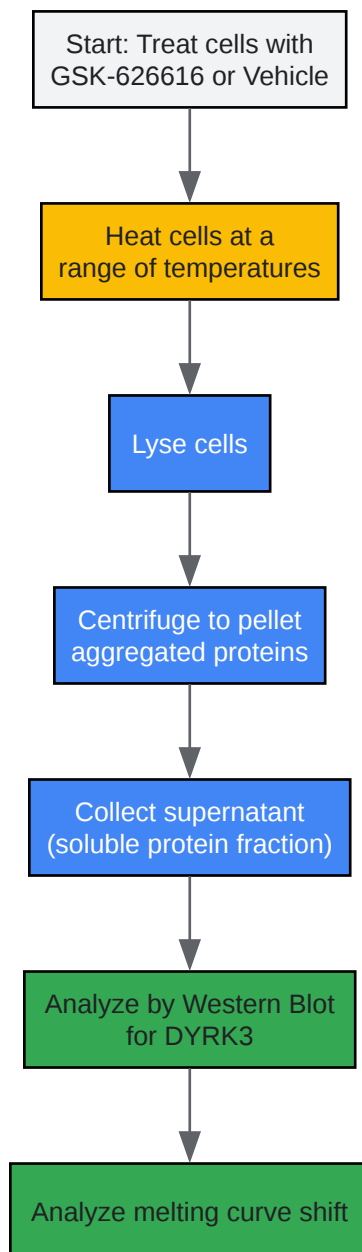 Start: Treat cells with
GSK-626616 or Vehicle
Heat cells at a
range of temperatures
Lyse cells
Centrifuge to pellet
aggregated proteins
Collect supernatant
(soluble protein fraction)
Analyze by Western Blot
for DYRK3
Analyze melting curve shift